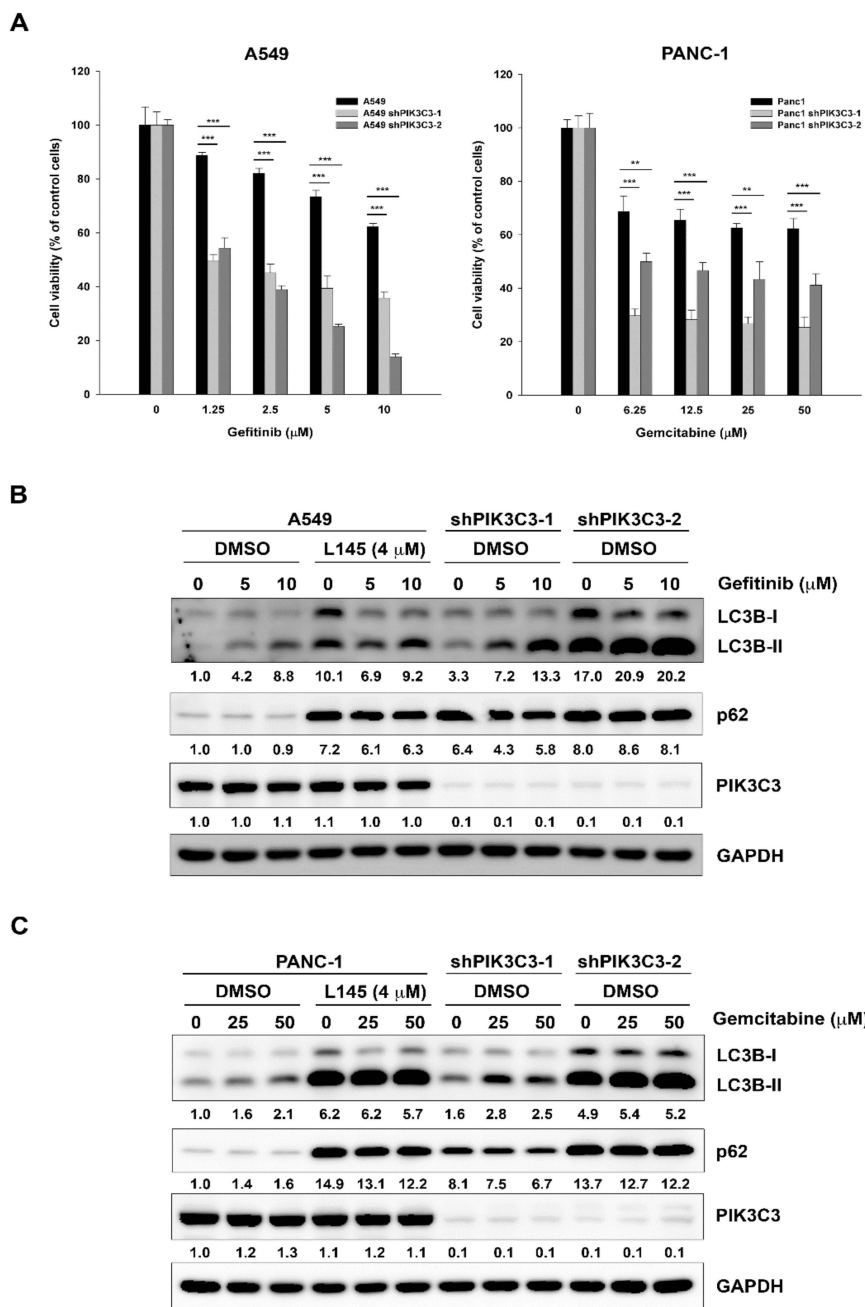 A
A549
120
100
80
60
40
20
0
Cell viability (% of control cells)
A549
A549 shPIK3C3-1
A549 shPIK3C3-2
***
***
***
***
***
***
***
***
0 1.25 2.5 5 10
Gefitinib (μM)
PANC-1
120
100
80
60
40
20
0
Cell viability (% of control cells)
Panc1
Panc1 shPIK3C3-1
Panc1 shPIK3C3-2
**
***
***
***
**
***
***
***
0 6.25 12.5 25 50
Gemcitabine (μM)
B
A549 shPIK3C3-1 shPIK3C3-2
DMSO L145 (4 μM) DMSO DMSO
0 5 10 0 5 10 0 5 10 0 5 10 Gefitinib (μM)
LC3B-I
LC3B-II
1.0 4.2 8.8 10.1 6.9 9.2 3.3 7.2 13.3 17.0 20.9 20.2
p62
1.0 1.0 0.9 7.2 6.1 6.3 6.4 4.3 5.8 8.0 8.6 8.1
PIK3C3
1.0 1.0 1.1 1.1 1.0 1.0 0.1 0.1 0.1 0.1 0.1 0.1
GAPDH
C
PANC-1 shPIK3C3-1 shPIK3C3-2
DMSO L145 (4 μM) DMSO DMSO
0 25 50 0 25 50 0 25 50 0 25 50 Gemcitabine (μM)
LC3B-I
LC3B-II
1.0 1.6 2.1 6.2 6.2 5.7 1.6 2.8 2.5 4.9 5.4 5.2
p62
1.0 1.4 1.6 14.9 13.1 12.2 8.1 7.5 6.7 13.7 12.7 12.2
PIK3C3
1.0 1.2 1.3 1.1 1.2 1.1 0.1 0.1 0.1 0.1 0.1 0.1
GAPDH